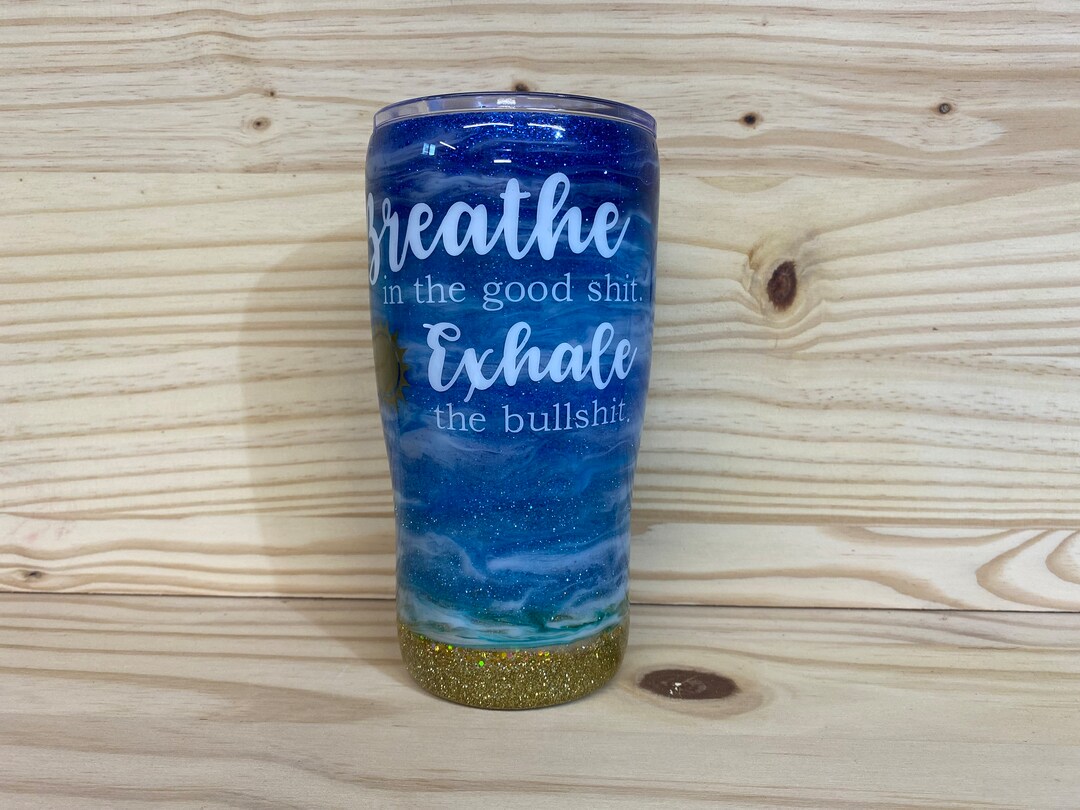 Breathe
in the good shit.
Exhale
the bullshit.